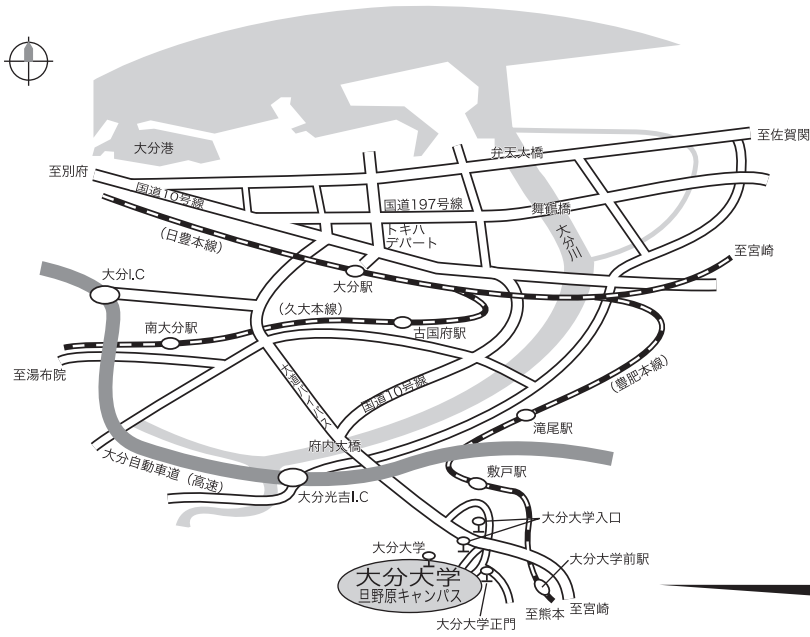 大分港
弁天大橋
至佐賀関
至別府
国道10号線
国道197号線
舞鶴橋
トキハ
デパート
大分川
(日豊本線)
至宮崎
大分I.C
大分駅
(久大本線)
南大分駅
古国府駅
至湯布院
大道バイパス
国道10号線
(豊肥本線)
滝尾駅
府内大橋
大分自動車道(高速)
敷戸駅
大分光吉I.C
大分大学入口
大分大学
大分大学前駅
大分大学
旦野原キャンパス
至熊本
至宮崎
大分大学正門